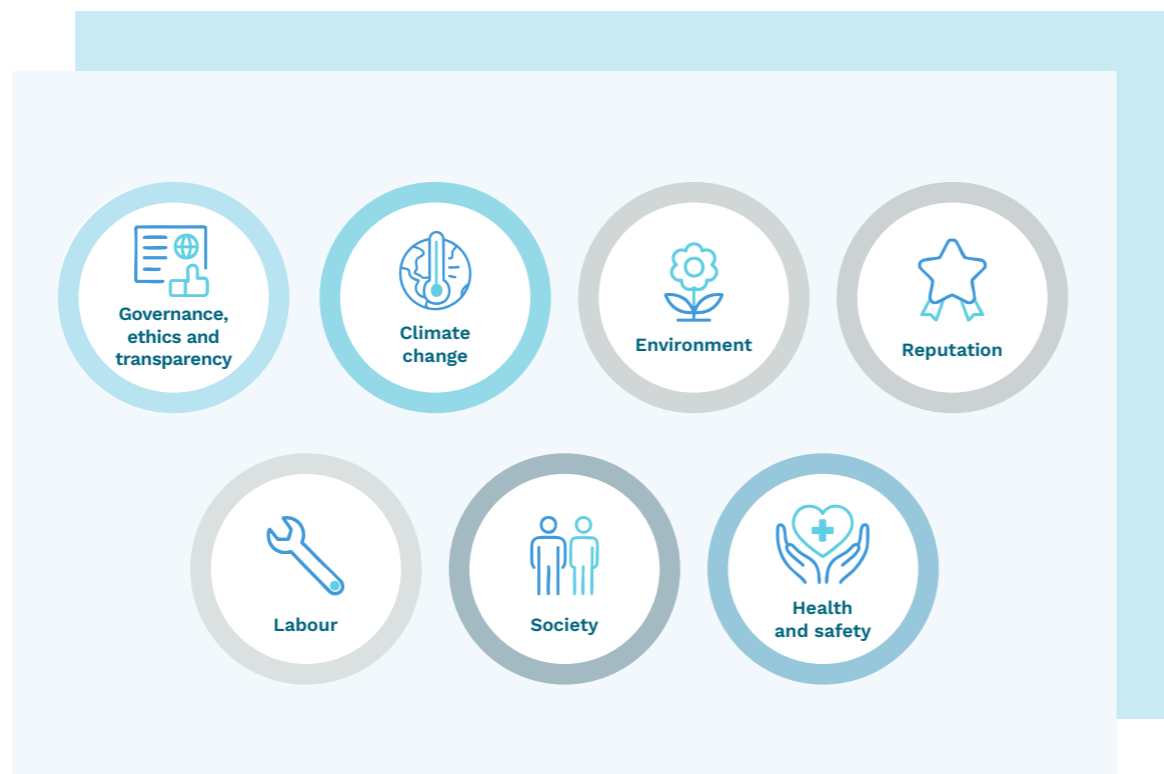 Governance,
ethics and
transparency
Climate
change
Environment
Reputation
Labour
Society
Health
and safety